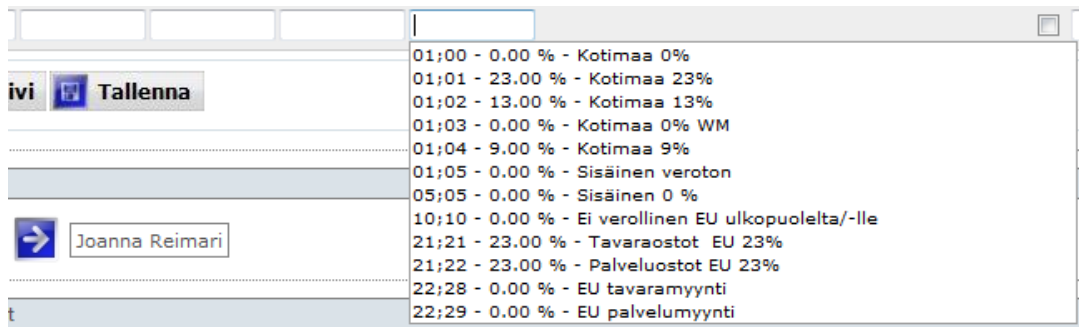 01;00 - 0.00 % - Kotimaa 0%
01;01 - 23.00 % - Kotimaa 23%
01;02 - 13.00 % - Kotimaa 13%
01;03 - 0.00 % - Kotimaa 0% WM
01;04 - 9.00 % - Kotimaa 9%
01;05 - 0.00 % - Sisäinen veroton
05;05 - 0.00 % - Sisäinen 0 %
10;10 - 0.00 % - Ei verollinen EU ulkopuolelta/-lle
21;21 - 23.00 % - Tavaraostot EU 23%
21;22 - 23.00 % - Palveluostot EU 23%
22;28 - 0.00 % - EU tavaramyynti
22;29 - 0.00 % - EU palvelumyynti
ivi Tallenna
Joanna Reimari
t